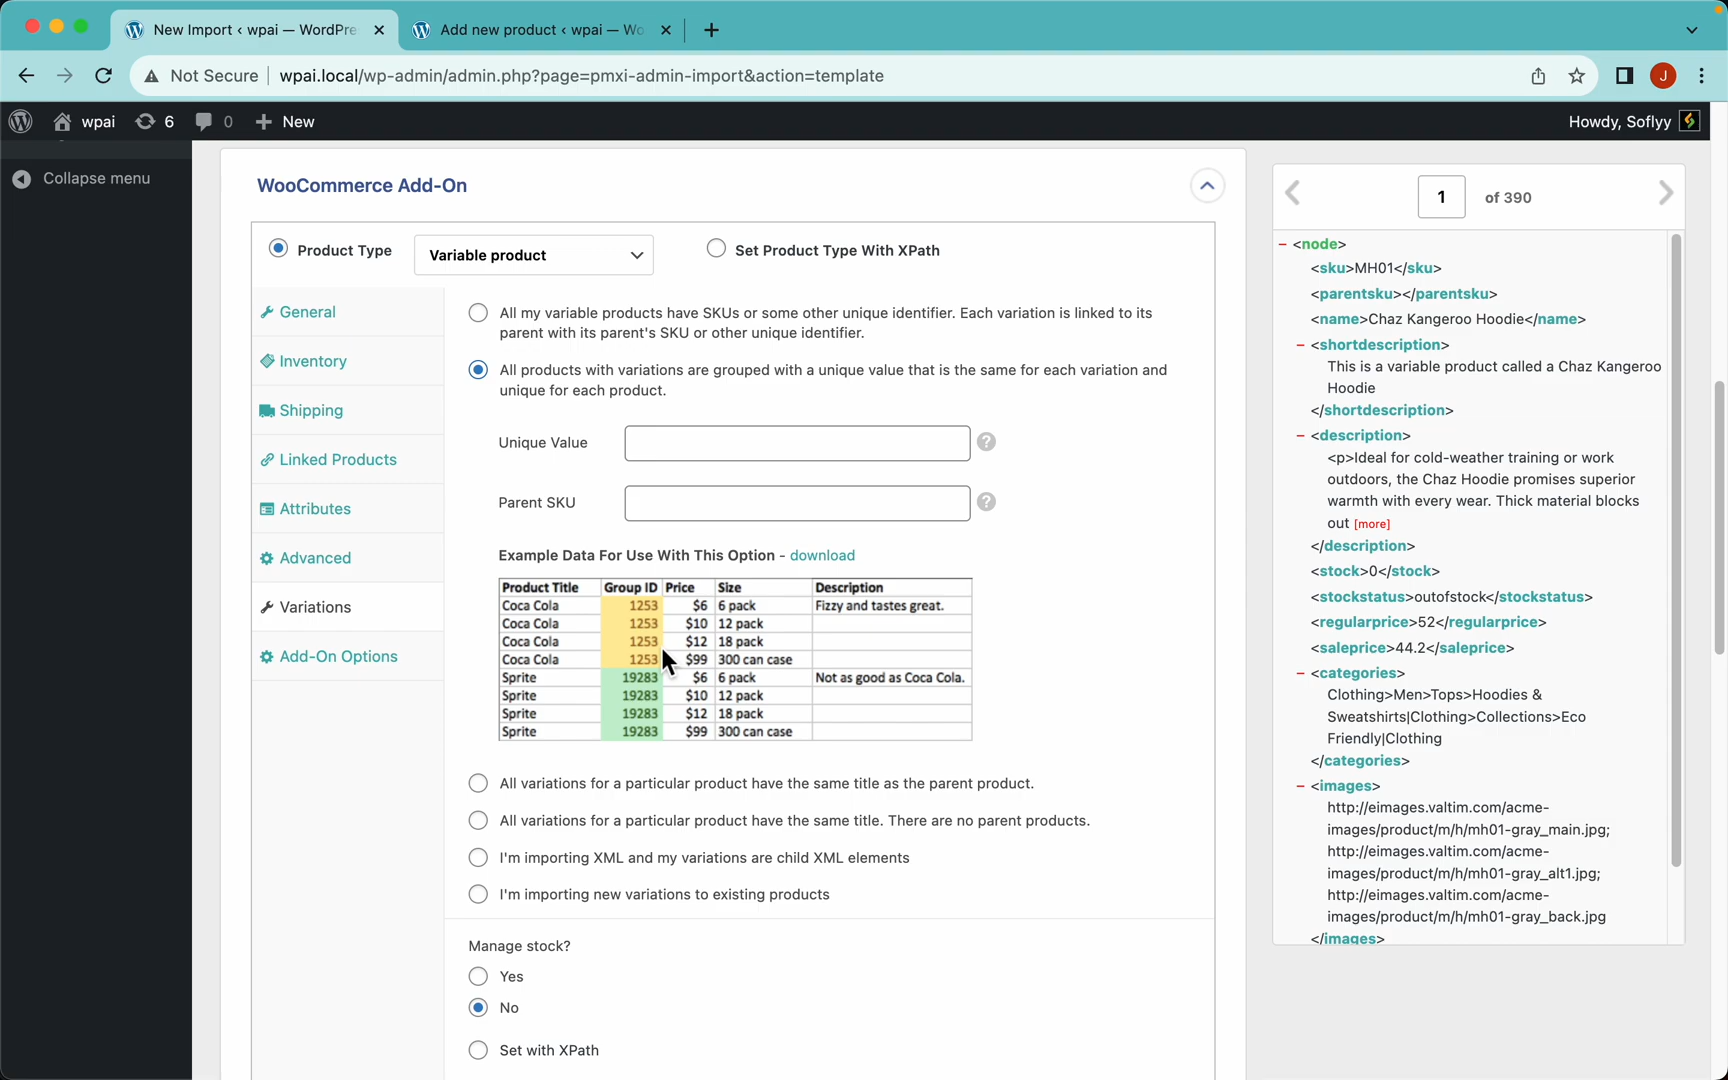 New Import ‹ wpai — WordPre
Add new product ‹ wpai — Wo
Not Secure
wpai.local/wp-admin/admin.php?page=pmxi-admin-import&action=template
J
wpai
6
0
New
Howdy, Soflyy
Collapse menu
WooCommerce Add-On
Product Type
Variable product
Set Product Type With XPath
General
Inventory
Shipping
Linked Products
Attributes
Advanced
Variations
Add-On Options
All my variable products have SKUs or some other unique identifier. Each variation is linked to its
parent with its parent's SKU or other unique identifier.
All products with variations are grouped with a unique value that is the same for each variation and
unique for each product.
Unique Value
?
Parent SKU
?
Example Data For Use With This Option - download
Product Title Group ID Price Size Description
Coca Cola 1253 $6 6 pack Fizzy and tastes great.
Coca Cola 1253 $10 12 pack
Coca Cola 1253 $12 18 pack
Coca Cola 1253 $99 300 can case
Sprite 19283 $6 6 pack Not as good as Coca Cola.
Sprite 19283 $10 12 pack
Sprite 19283 $12 18 pack
Sprite 19283 $99 300 can case
All variations for a particular product have the same title as the parent product.
All variations for a particular product have the same title. There are no parent products.
I'm importing XML and my variations are child XML elements
I'm importing new variations to existing products
Manage stock?
Yes
No
Set with XPath
1 of 390
<node>
<sku>MH01</sku>
<parentsku></parentsku>
<name>Chaz Kangeroo Hoodie</name>
<shortdescription>
This is a variable product called a Chaz Kangeroo
Hoodie
</shortdescription>
<description>
<p>Ideal for cold-weather training or work
outdoors, the Chaz Hoodie promises superior
warmth with every wear. Thick material blocks
out [more]
</description>
<stock>0</stock>
<stockstatus>outofstock</stockstatus>
<regularprice>52</regularprice>
<saleprice>44.2</saleprice>
<categories>
Clothing>Men>Tops>Hoodies &
Sweatshirts|Clothing>Collections>Eco
Friendly|Clothing
</categories>
<images>
http://eimages.valtim.com/acme-
images/product/m/h/mh01-gray_main.jpg;
http://eimages.valtim.com/acme-
images/product/m/h/mh01-gray_alt1.jpg;
http://eimages.valtim.com/acme-
images/product/m/h/mh01-gray_back.jpg
</images>